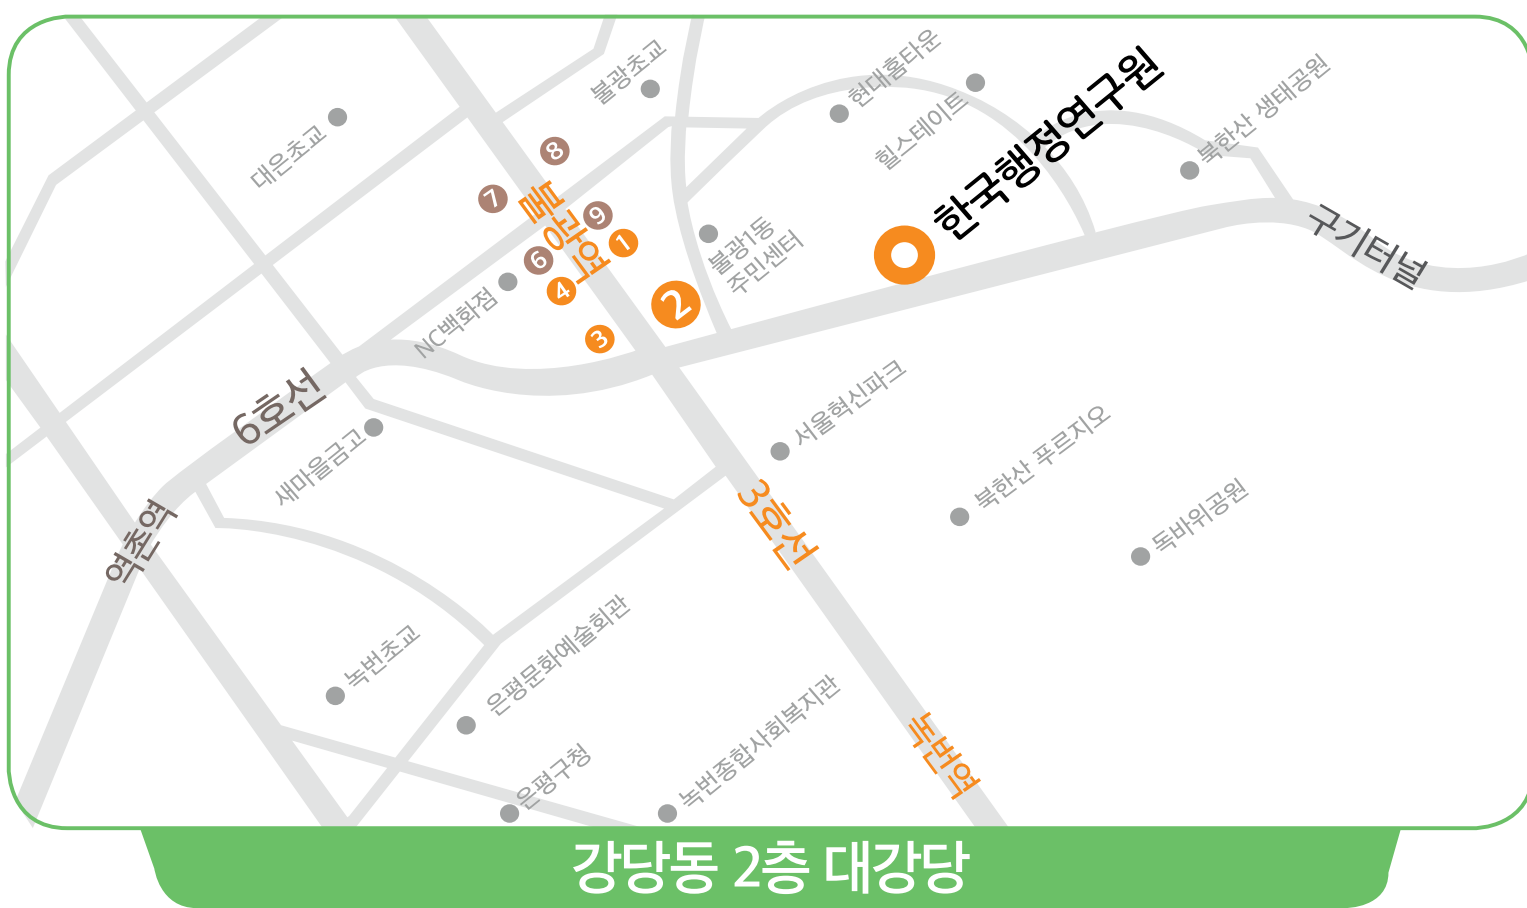 불광초교
현대홈타운
힐스테이트
한국행정연구원
북한산 생태공원
대은초교
8
7
불광역
9
1
6
4
2
3
불광1동
주민센터
NC백화점
구기터널
6호선
새마을금고
서울혁신파크
북한산 푸르지오
3호선
독바위공원
역촌역
녹번초교
은평문화예술회관
은평구청
녹번종합사회복지관
녹번역
강당동 2층 대강당